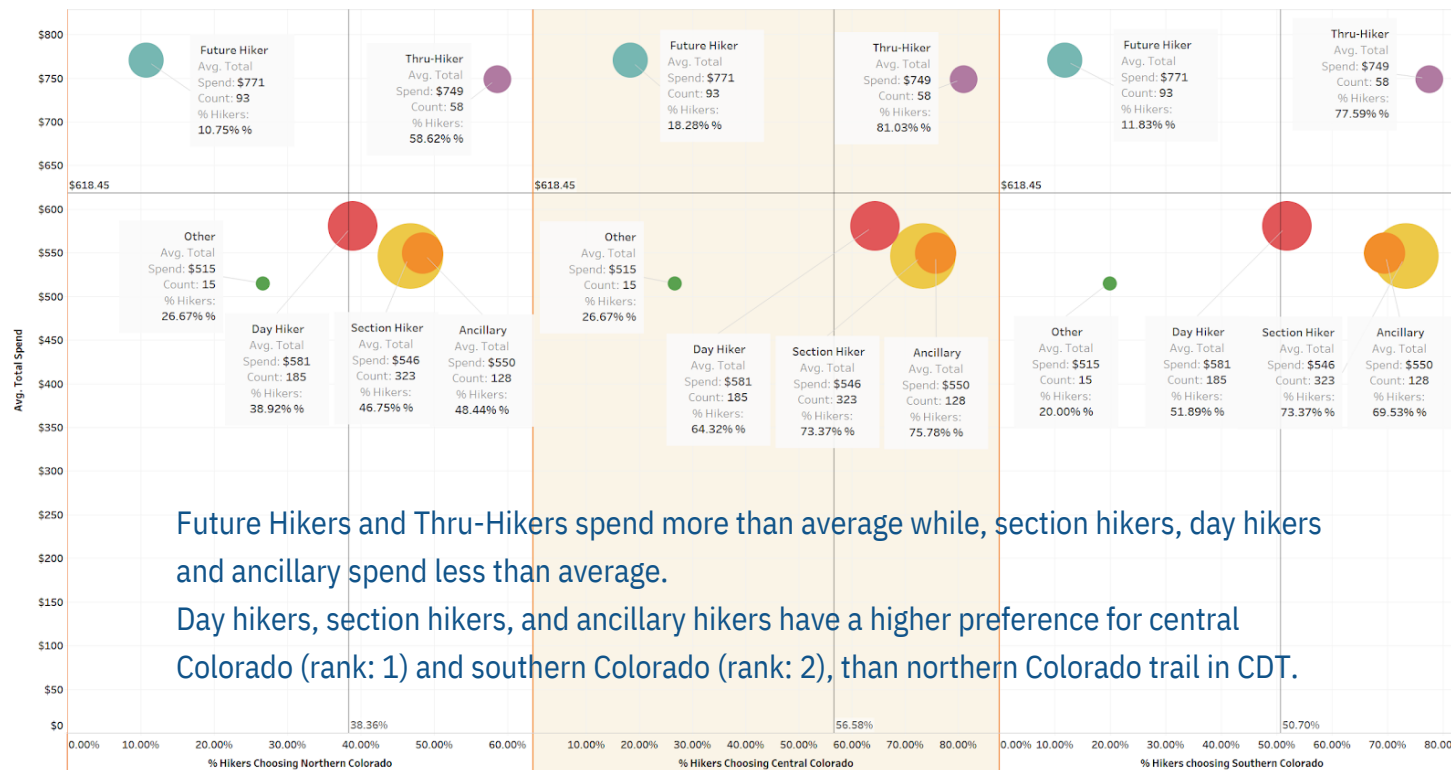 $800
$750
$700
$650
$600
$550
$500
$450
$400
$350
$300
$250
$200
$150
$100
$50
$0
Avg. Total Spend
Future Hiker
Avg. Total
Spend: $771
Count: 93
% Hikers:
10.75% %
Thru-Hiker
Avg. Total
Spend: $749
Count: 58
% Hikers:
58.62% %
$618.45
Other
Avg. Total
Spend: $515
Count: 15
% Hikers:
26.67% %
Day Hiker
Avg. Total
Spend: $581
Count: 185
% Hikers:
38.92% %
Section Hiker
Avg. Total
Spend: $546
Count: 323
% Hikers:
46.75% %
Ancillary
Avg. Total
Spend: $550
Count: 128
% Hikers:
48.44% %
Future Hiker
Avg. Total
Spend: $771
Count: 93
% Hikers:
18.28% %
Thru-Hiker
Avg. Total
Spend: $749
Count: 58
% Hikers:
81.03% %
$618.45
Other
Avg. Total
Spend: $515
Count: 15
% Hikers:
26.67% %
Day Hiker
Avg. Total
Spend: $581
Count: 185
% Hikers:
64.32% %
Section Hiker
Avg. Total
Spend: $546
Count: 323
% Hikers:
73.37% %
Ancillary
Avg. Total
Spend: $550
Count: 128
% Hikers:
75.78% %
Future Hiker
Avg. Total
Spend: $771
Count: 93
% Hikers:
11.83% %
Thru-Hiker
Avg. Total
Spend: $749
Count: 58
% Hikers:
77.59% %
$618.45
Other
Avg. Total
Spend: $515
Count: 15
% Hikers:
20.00% %
Day Hiker
Avg. Total
Spend: $581
Count: 185
% Hikers:
51.89% %
Section Hiker
Avg. Total
Spend: $546
Count: 323
% Hikers:
73.37% %
Ancillary
Avg. Total
Spend: $550
Count: 128
% Hikers:
69.53% %
Future Hikers and Thru-Hikers spend more than average while, section hikers, day hikers
and ancillary spend less than average.
Day hikers, section hikers, and ancillary hikers have a higher preference for central
Colorado (rank: 1) and southern Colorado (rank: 2), than northern Colorado trail in CDT.
38.36% 56.58% 50.70%
0.00% 10.00% 20.00% 30.00% 40.00% 50.00% 60.00% 10.00% 20.00% 30.00% 40.00% 50.00% 60.00% 70.00% 80.00% 0.00% 10.00% 20.00% 30.00% 40.00% 50.00% 60.00% 70.00%
% Hikers Choosing Northern Colorado % Hikers Choosing Central Colorado % Hikers choosing Southern Colorado